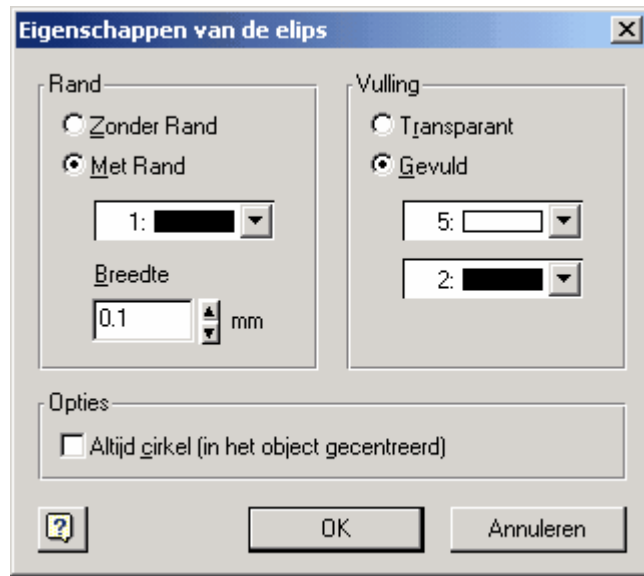 Eigenschappen van de elips
Rand
Zonder Rand
Met Rand
1:
Breedte
0.1 mm
Vulling
Transparant
Gevuld
5:
2:
Opties
Altijd cirkel (in het object gecentreerd)
?
OK
Annuleren